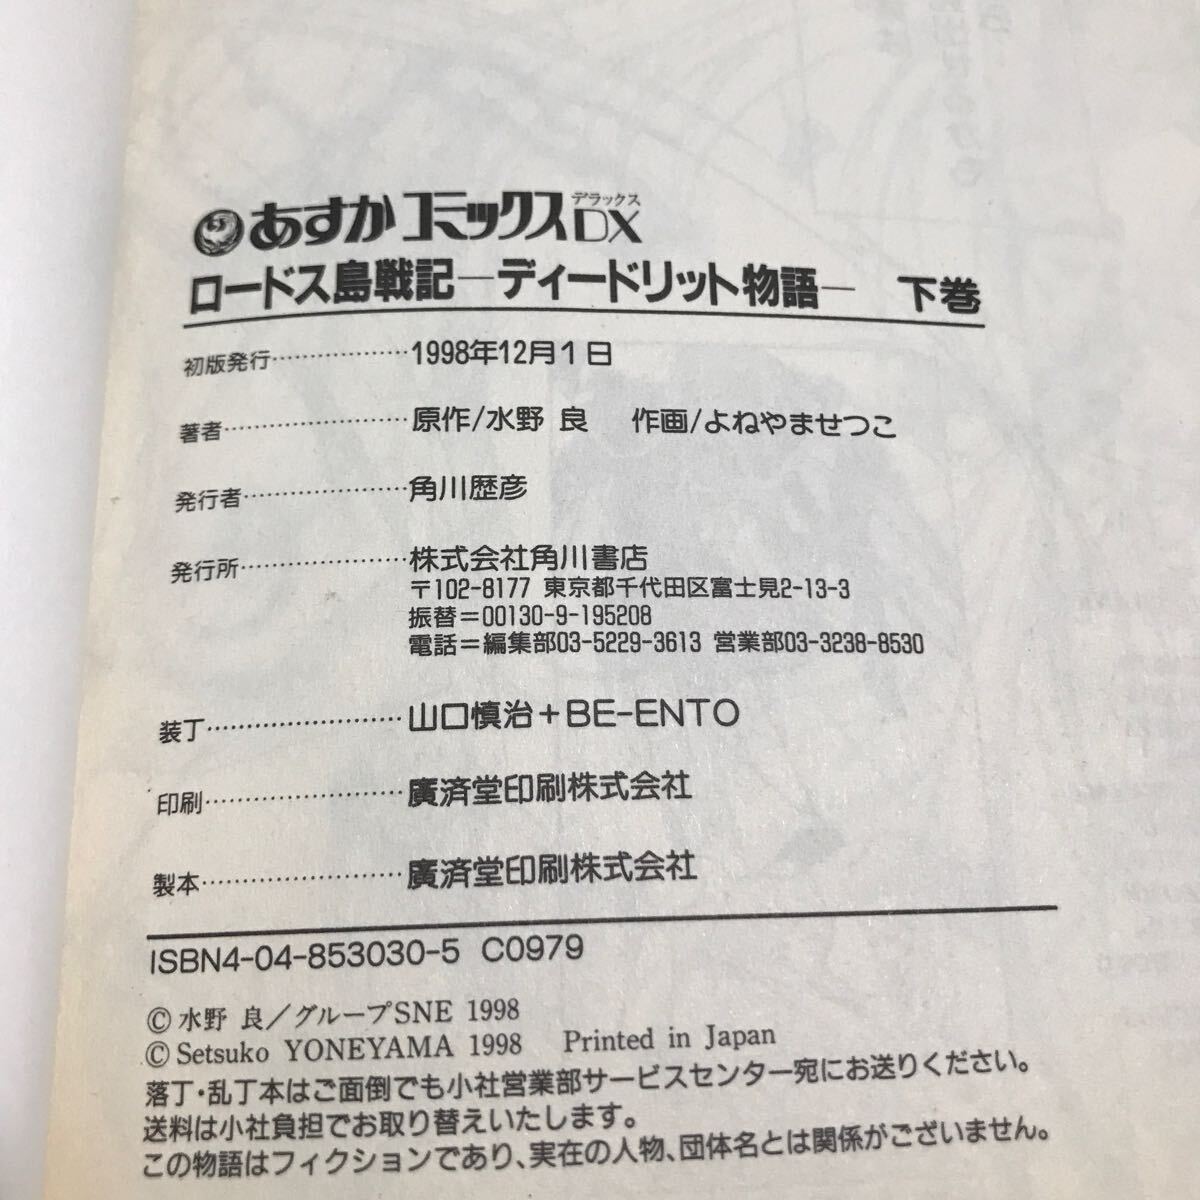 あすかコミックスDX デラックス
ロードス島戦記―ディードリット物語― 下巻
初版発行………………1998年12月1日
著者………………原作/水野 良 作画/よねやませつこ
発行者………………角川歴彦
発行所………………株式会社角川書店
〒102-8177 東京都千代田区富士見2-13-3
振替=00130-9-195208
電話=編集部03-5229-3613 営業部03-3238-8530
装丁………………山口慎治+BE-ENTO
印刷………………廣済堂印刷株式会社
製本………………廣済堂印刷株式会社
ISBN4-04-853030-5 C0979
©水野 良/グループSNE 1998
©Setsuko YONEYAMA 1998 Printed in Japan
落丁・乱丁本はご面倒でも小社営業部サービスセンター宛にお送りください。
送料は小社負担でお取り替えいたします。
この物語はフィクションであり、実在の人物、団体名とは関係がございません。